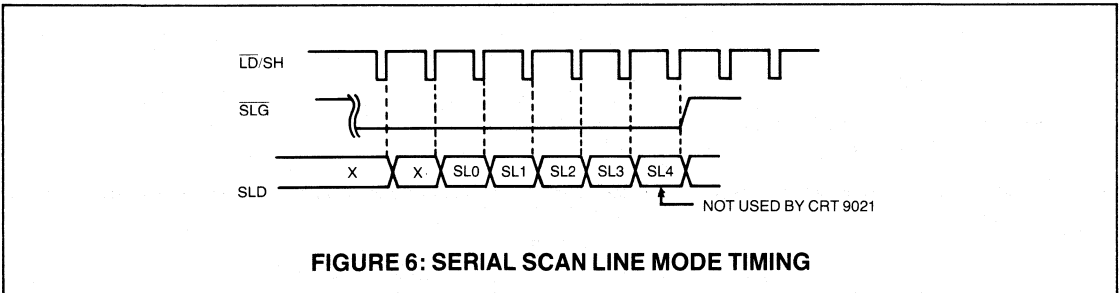 LD/SH
SLG
SLD X X SL0 SL1 SL2 SL3 SL4
NOT USED BY CRT 9021
FIGURE 6: SERIAL SCAN LINE MODE TIMING